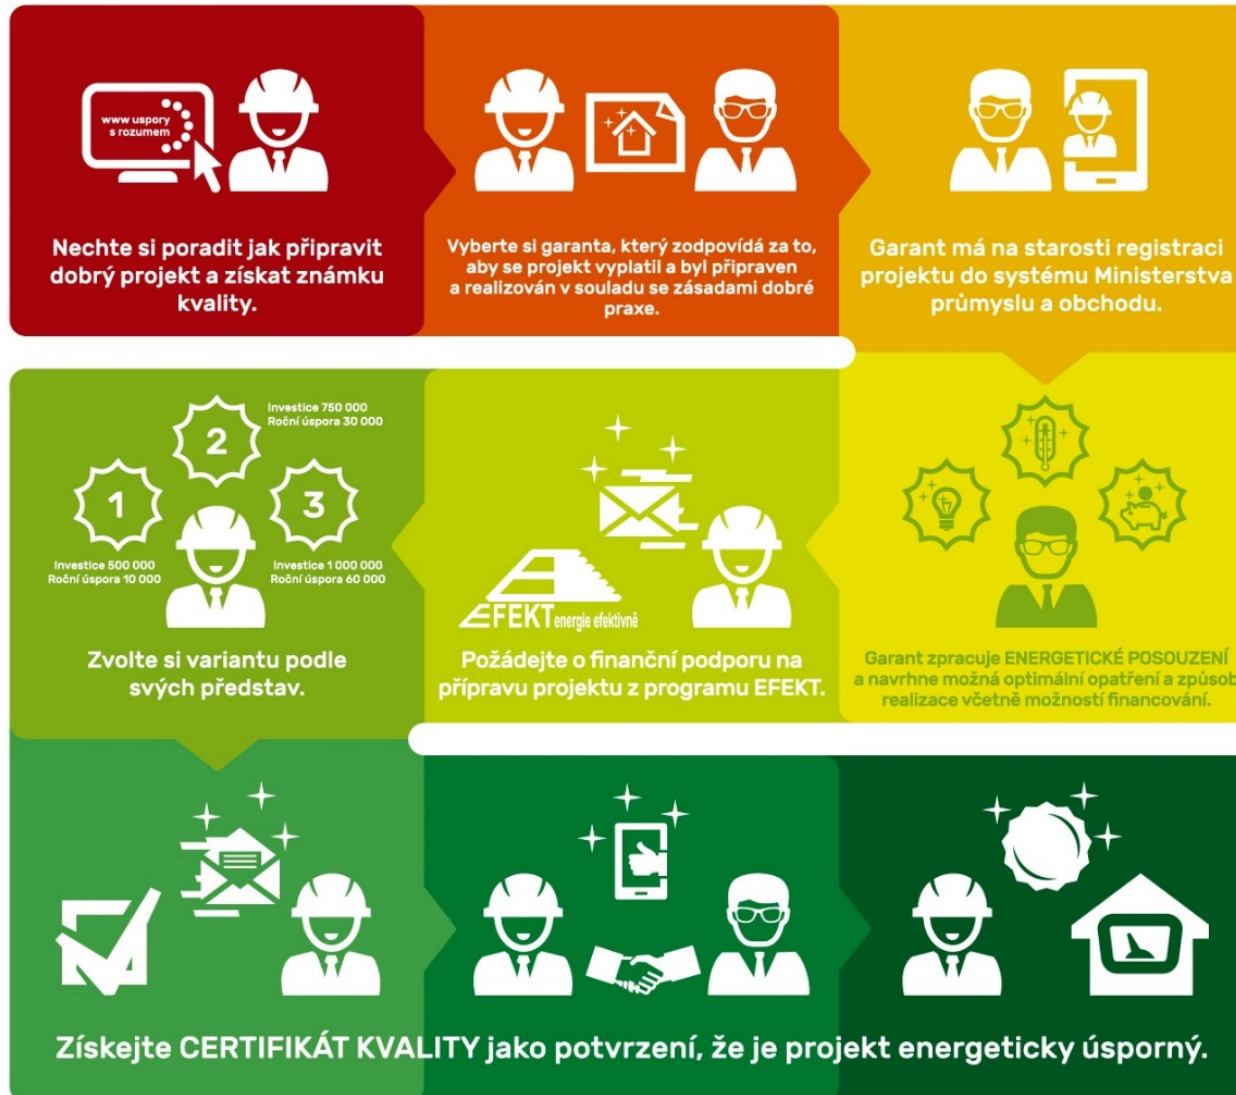 www uspory
s rozumem
Nechte si poradit jak připravit
dobrý projekt a získat známku
kvality.
Vyberte si garanta, který zodpovídá za to,
aby se projekt vyplatil a byl připraven
a realizován v souladu se zásadami dobré
praxe.
Garant má na starosti registraci
projektu do systému Ministerstva
průmyslu a obchodu.
Garant zpracuje ENERGETICKÉ POSOUZENÍ
a navrhne možná optimální opatření a způsob
realizace včetně možností financování.
EFEKT energie efektivně
Požádejte o finanční podporu na
přípravu projektu z programu EFEKT.
1
Investice 500 000
Roční úspora 10 000
2
Investice 750 000
Roční úspora 30 000
3
Investice 1 000 000
Roční úspora 60 000
Zvolte si variantu podle
svých představ.
Získejte CERTIFIKÁT KVALITY jako potvrzení, že je projekt energeticky úsporný.